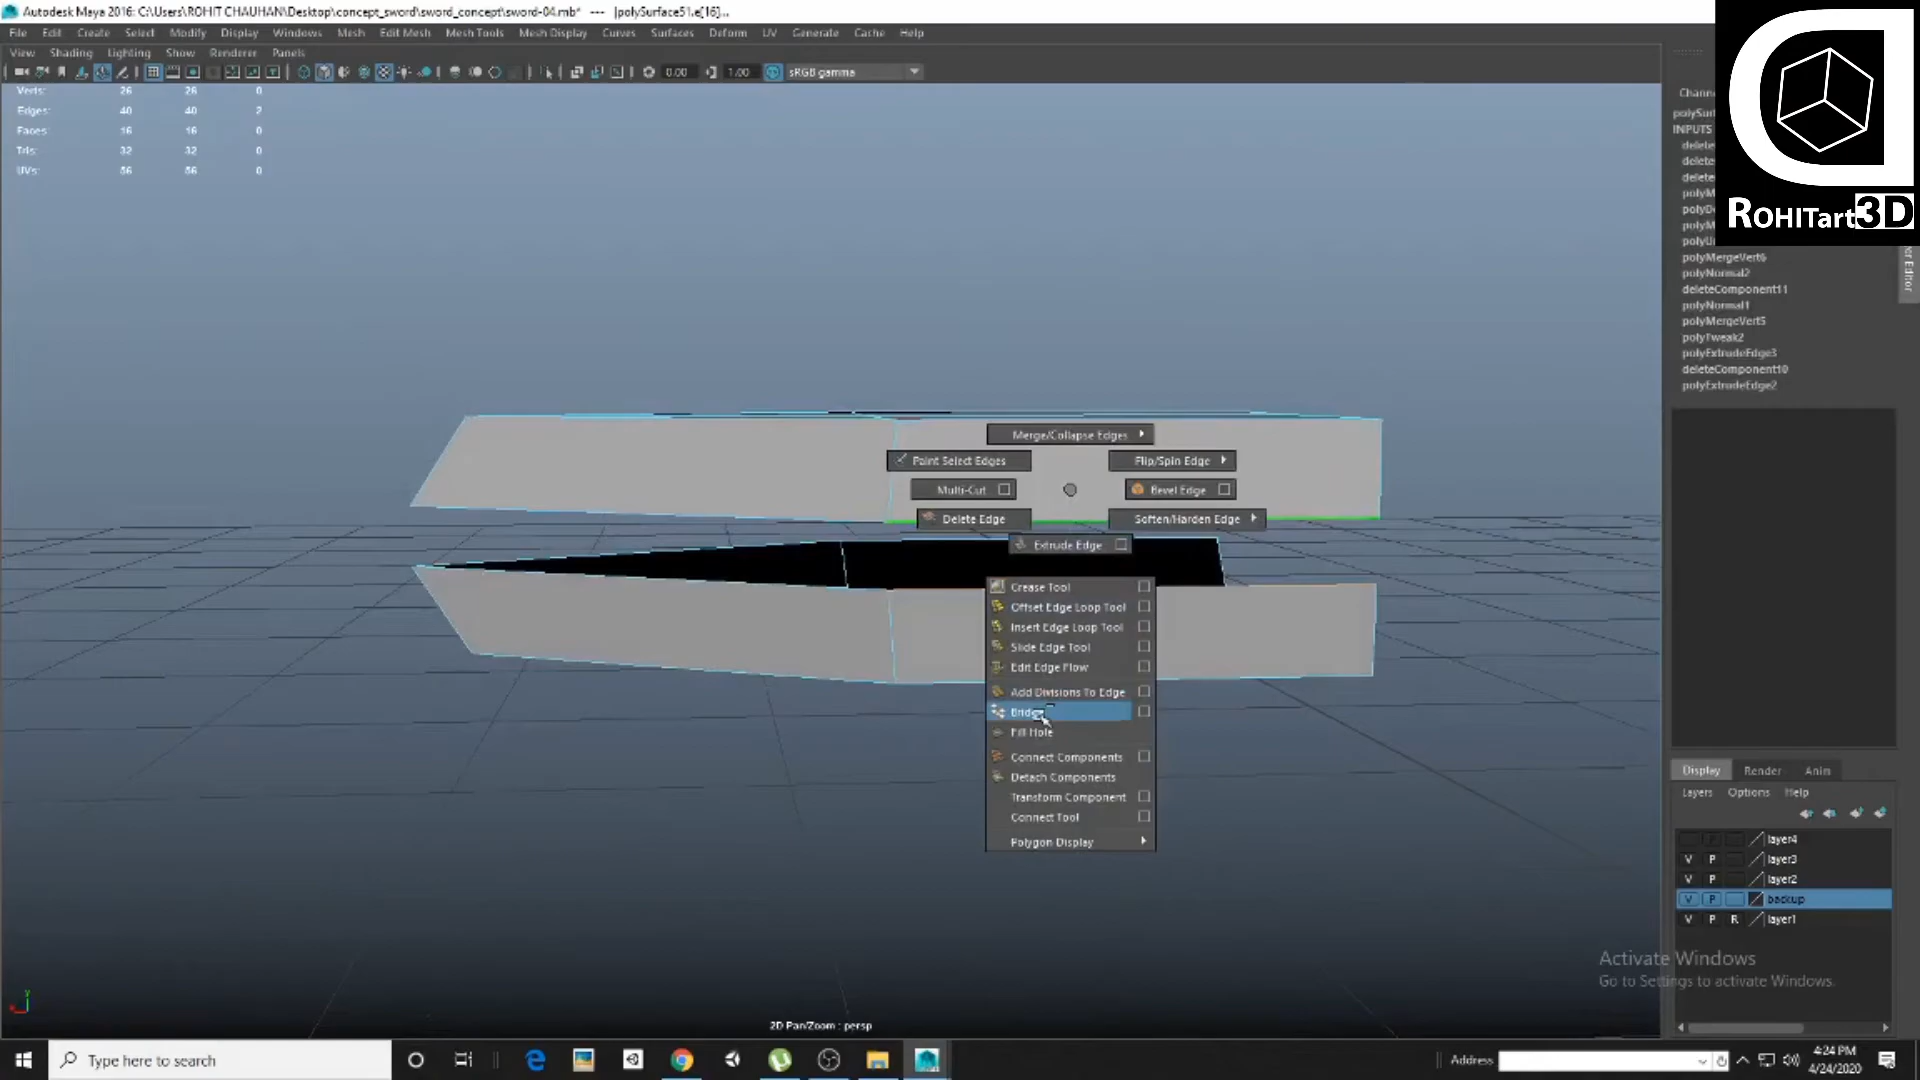 Autodesk Maya 2016: C:\Users\ROHIT CHAUHAN\Desktop\concept_sword\sword_concept\sword-04.mb* --- |polySurface51.e[16]...
File Edit Create Select Modify Display Windows Mesh Edit Mesh Mesh Tools Mesh Display Curves Surfaces Deform UV Generate Cache Help
View Shading Lighting Show Renderer Panels
0.00 1.00 sRGB gamma
Verts: 26 26 0
Edges: 40 40 2
Faces: 16 16 0
Tris: 32 32 0
UVs: 56 56 0
ROHITart3D
INPUTS
polyMergeVert6
polyNormal2
deleteComponent11
polyNormal1
polyMergeVert5
polyTweak2
polyExtrudeEdge3
deleteComponent10
polyExtrudeEdge2
Merge/Collapse Edges
Paint Select Edges Flip/Spin Edge
Multi-Cut Bevel Edge
Delete Edge Soften/Harden Edge
Extrude Edge
Crease Tool
Offset Edge Loop Tool
Insert Edge Loop Tool
Slide Edge Tool
Edit Edge Flow
Add Divisions To Edge
Fill Hole
Connect Components
Detach Components
Transform Component
Connect Tool
Polygon Display
Display Render Anim
Layers Options Help
layer4
V P layer3
V P layer2
V P backup
V P R layer1
Activate Windows
Go to Settings to activate Windows.
2D Pan/Zoom : persp
Type here to search
Address
4:24 PM
4/24/2020